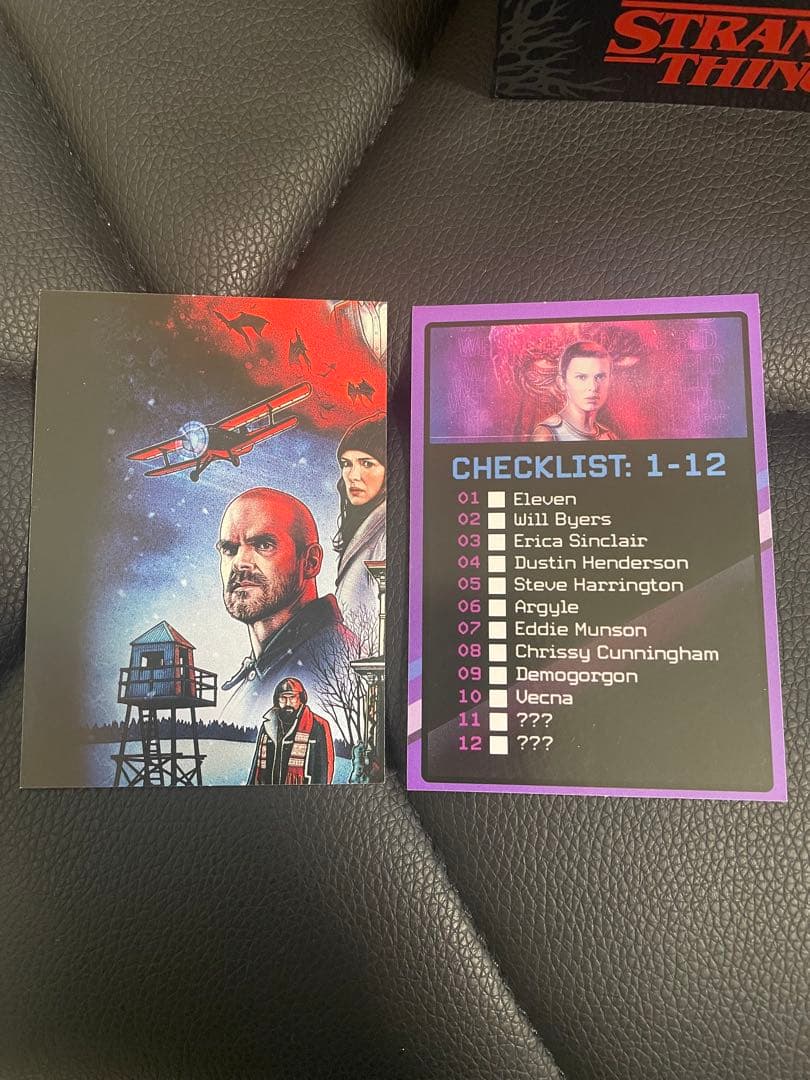 STRAN
THING
CHECKLIST: 1-12
01 Eleven
02 Will Byers
03 Erica Sinclair
04 Dustin Henderson
05 Steve Harrington
06 Argyle
07 Eddie Munson
08 Chrissy Cunningham
09 Demogorgon
10 Vecna
11 ???
12 ???